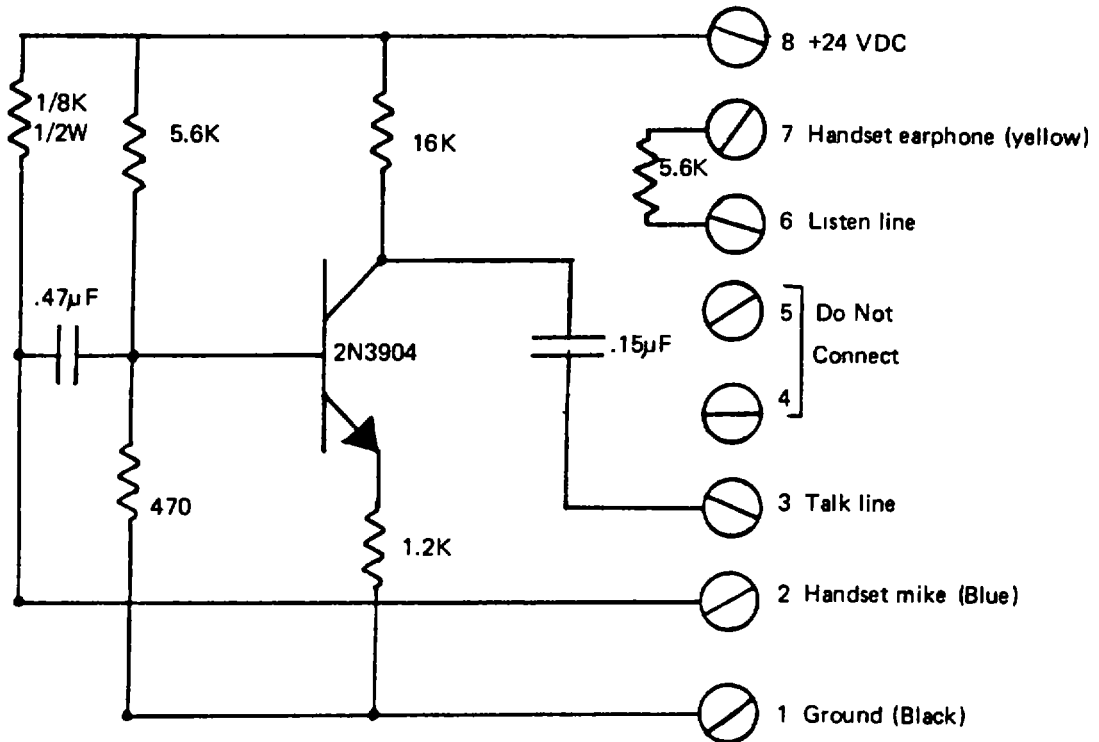 8 +24 VDC
1/8K
1/2W
5.6K
16K
7 Handset earphone (yellow)
5.6K
6 Listen line
.47µF
2N3904
.15µF
5 Do Not
Connect
4
470
3 Talk line
1.2K
2 Handset mike (Blue)
1 Ground (Black)